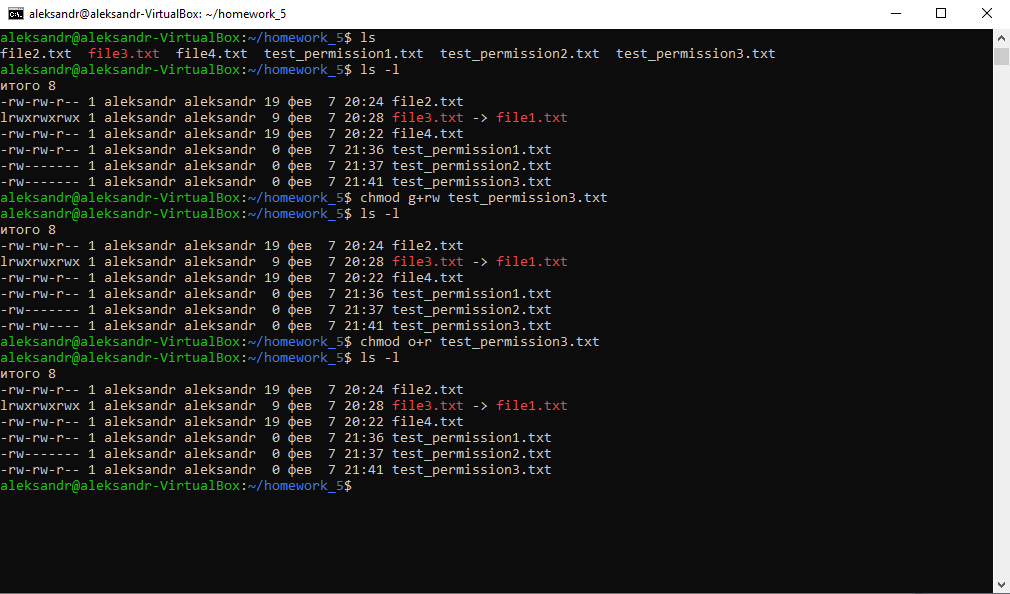 aleksandr@aleksandr-VirtualBox: ~/homework_5
aleksandr@aleksandr-VirtualBox:~/homework_5$ ls
file2.txt  file3.txt  file4.txt  test_permission1.txt  test_permission2.txt  test_permission3.txt
aleksandr@aleksandr-VirtualBox:~/homework_5$ ls -l
итого 8
-rw-rw-r-- 1 aleksandr aleksandr 19 фев  7 20:24 file2.txt
lrwxrwxrwx 1 aleksandr aleksandr  9 фев  7 20:28 file3.txt -> file1.txt
-rw-rw-r-- 1 aleksandr aleksandr 19 фев  7 20:22 file4.txt
-rw-rw-r-- 1 aleksandr aleksandr  0 фев  7 21:36 test_permission1.txt
-rw------- 1 aleksandr aleksandr  0 фев  7 21:37 test_permission2.txt
-rw------- 1 aleksandr aleksandr  0 фев  7 21:41 test_permission3.txt
aleksandr@aleksandr-VirtualBox:~/homework_5$ chmod g+rw test_permission3.txt
aleksandr@aleksandr-VirtualBox:~/homework_5$ ls -l
итого 8
-rw-rw-r-- 1 aleksandr aleksandr 19 фев  7 20:24 file2.txt
lrwxrwxrwx 1 aleksandr aleksandr  9 фев  7 20:28 file3.txt -> file1.txt
-rw-rw-r-- 1 aleksandr aleksandr 19 фев  7 20:22 file4.txt
-rw-rw-r-- 1 aleksandr aleksandr  0 фев  7 21:36 test_permission1.txt
-rw------- 1 aleksandr aleksandr  0 фев  7 21:37 test_permission2.txt
-rw-rw---- 1 aleksandr aleksandr  0 фев  7 21:41 test_permission3.txt
aleksandr@aleksandr-VirtualBox:~/homework_5$ chmod o+r test_permission3.txt
aleksandr@aleksandr-VirtualBox:~/homework_5$ ls -l
итого 8
-rw-rw-r-- 1 aleksandr aleksandr 19 фев  7 20:24 file2.txt
lrwxrwxrwx 1 aleksandr aleksandr  9 фев  7 20:28 file3.txt -> file1.txt
-rw-rw-r-- 1 aleksandr aleksandr 19 фев  7 20:22 file4.txt
-rw-rw-r-- 1 aleksandr aleksandr  0 фев  7 21:36 test_permission1.txt
-rw------- 1 aleksandr aleksandr  0 фев  7 21:37 test_permission2.txt
-rw-rw-r-- 1 aleksandr aleksandr  0 фев  7 21:41 test_permission3.txt
aleksandr@aleksandr-VirtualBox:~/homework_5$